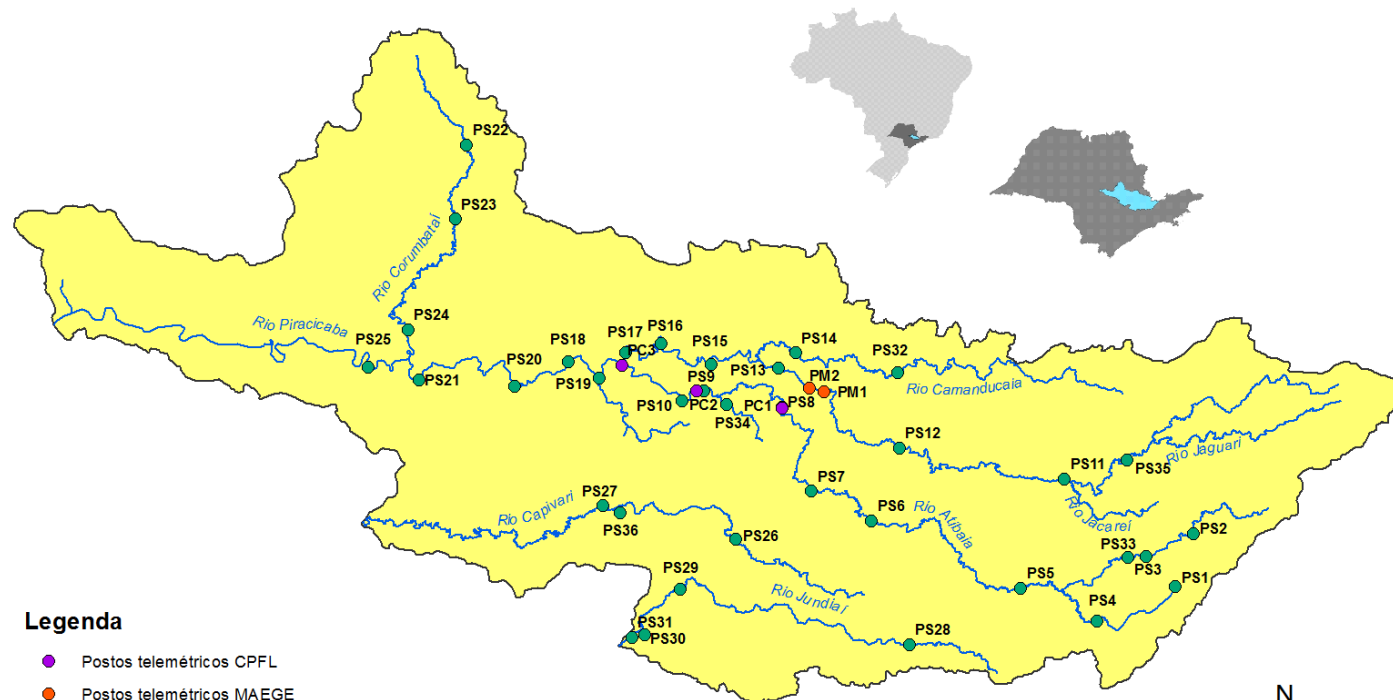 PS22
PS23
Rio Corumbataí
PS24
Rio Piracicaba
PS25
PS21
PS20
PS18
PS19
PS17
PC3
PS16
PS15
PS14
PS13
PS32
Rio Camanducaia
PM2
PM1
PS9
PS10
PC2
PS34
PC1
PS8
PS12
PS11
PS35
Rio Jaguari
Rio Jacareí
PS7
PS6
Rio Atibaia
PS2
PS33
PS3
PS1
PS5
PS4
PS27
Rio Capivari
PS36
PS26
PS29
Rio Jundiaí
PS31
PS30
PS28
Legenda
Postos telemétricos CPFL
Postos telemétricos MAEGE
N